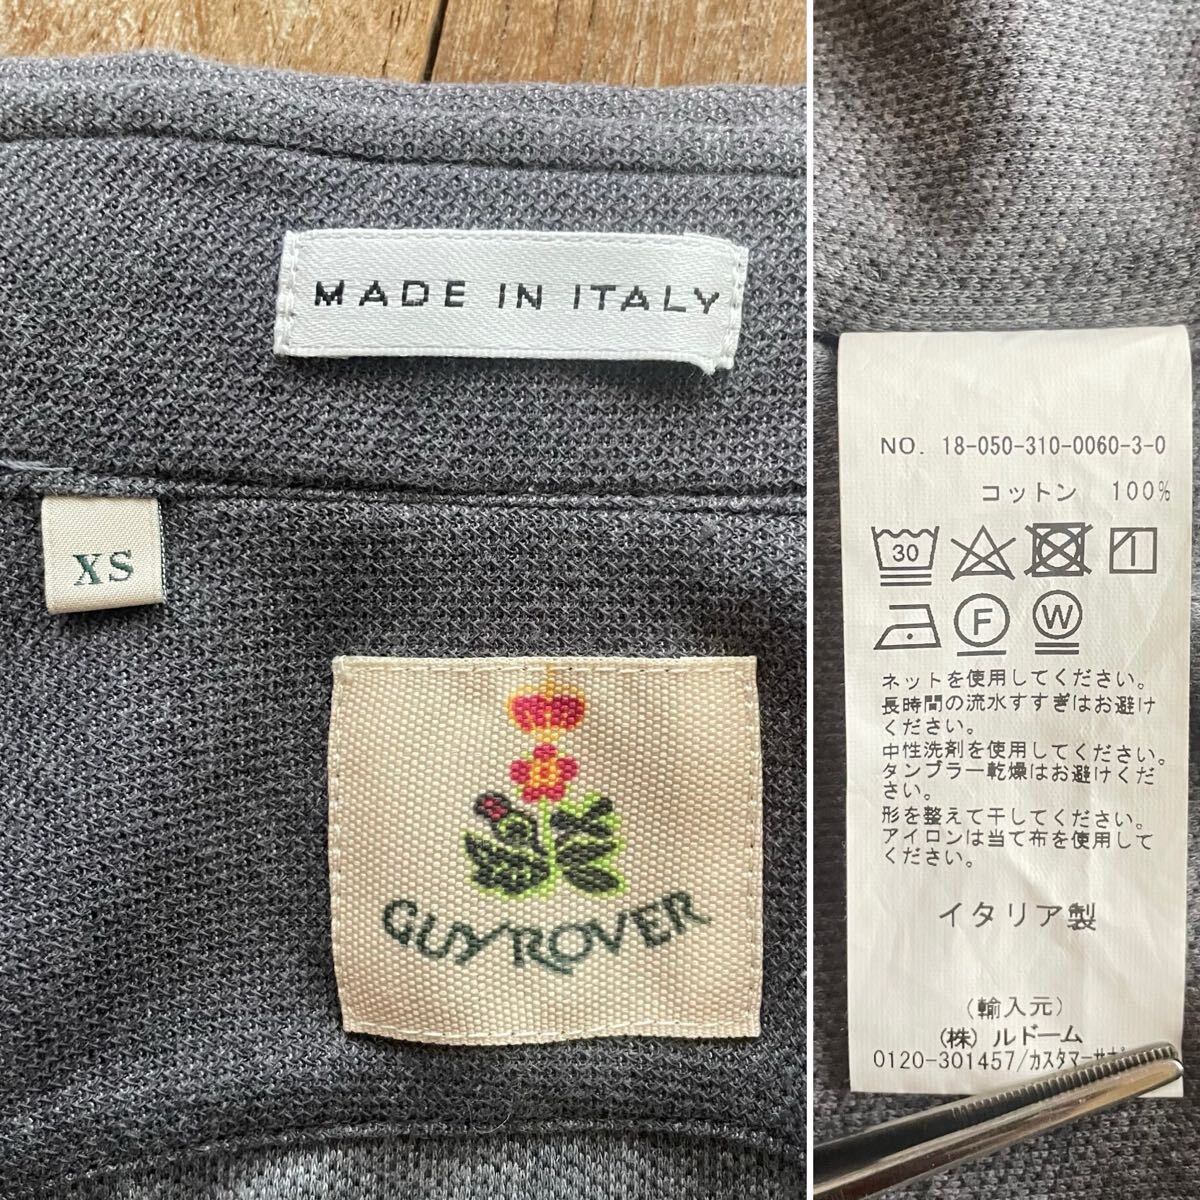 MADE IN ITALY
XS
GUY ROVER
NO. 18-050-310-0060-3-0
コットン 100%
30
F
W
ネットを使用してください。
長時間の流水すすぎはお避け
ください。
中性洗剤を使用してください。
タンブラー乾燥はお避けくだ
さい。
形を整えて干してください。
アイロンは当て布を使用して
ください。
イタリア製
(輸入元)
(株) ルドーム
0120-301457/カスタマーサポ